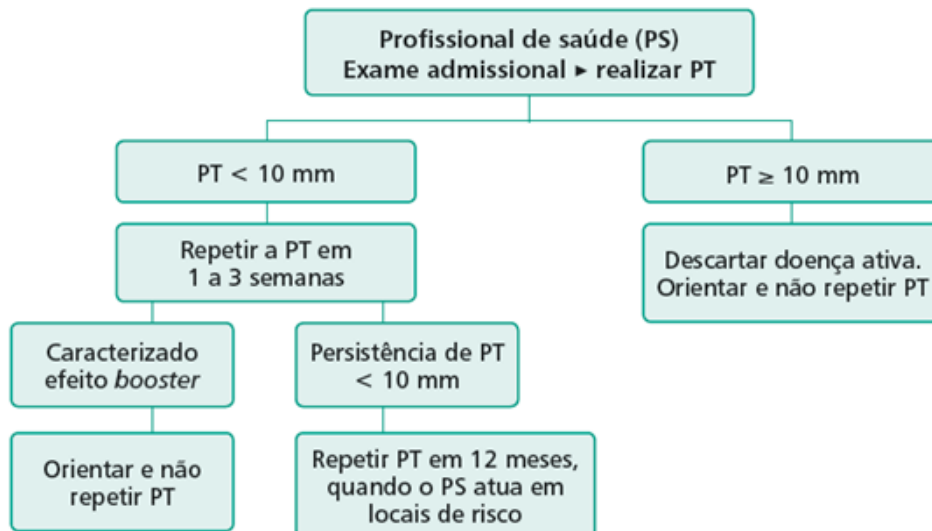 Profissional de saúde (PS)
Exame admissional ▸ realizar PT
PT < 10 mm
PT ≥ 10 mm
Repetir a PT em
1 a 3 semanas
Descartar doença ativa.
Orientar e não repetir PT
Caracterizado
efeito booster
Persistência de PT
< 10 mm
Orientar e não
repetir PT
Repetir PT em 12 meses,
quando o PS atua em
locais de risco